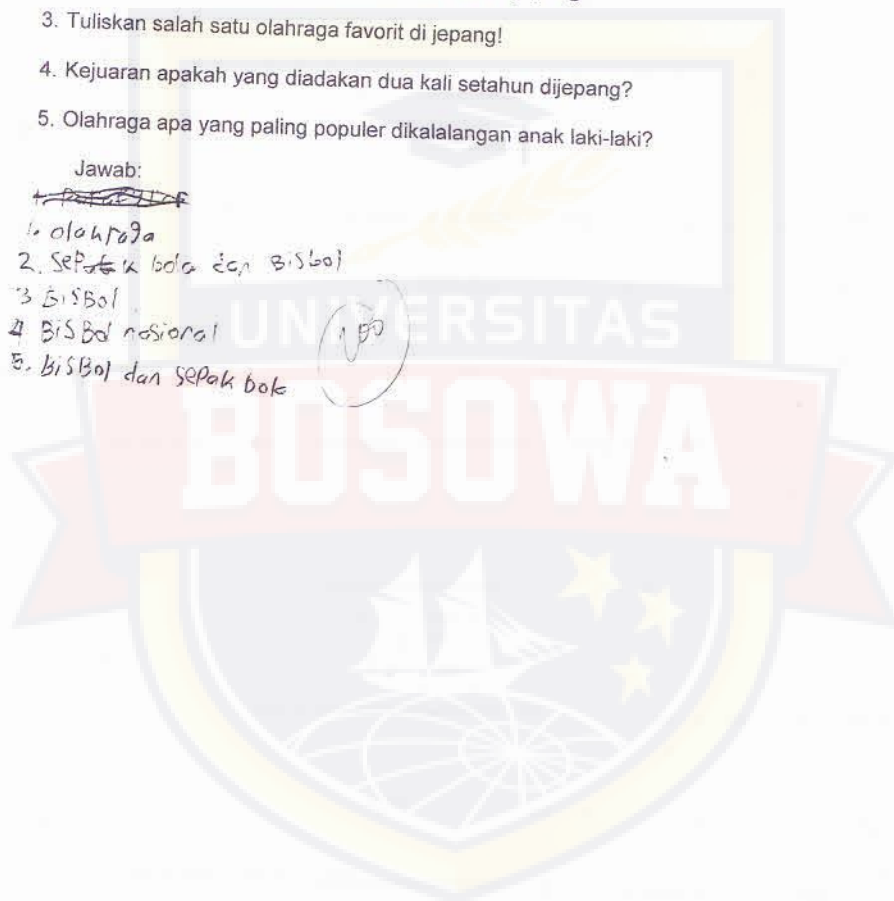 3. Tuliskan salah satu olahraga favorit di jepang!
4. Kejuaran apakah yang diadakan dua kali setahun dijepang?
5. Olahraga apa yang paling populer dikalalangan anak laki-laki?
Jawab:
1. olahraga
2. Sepak bola dan Bisbol
3 BisBol
4 BisBol nasional
5. BisBol dan sepak bola
100
UNIVERSITAS
BOSOWA